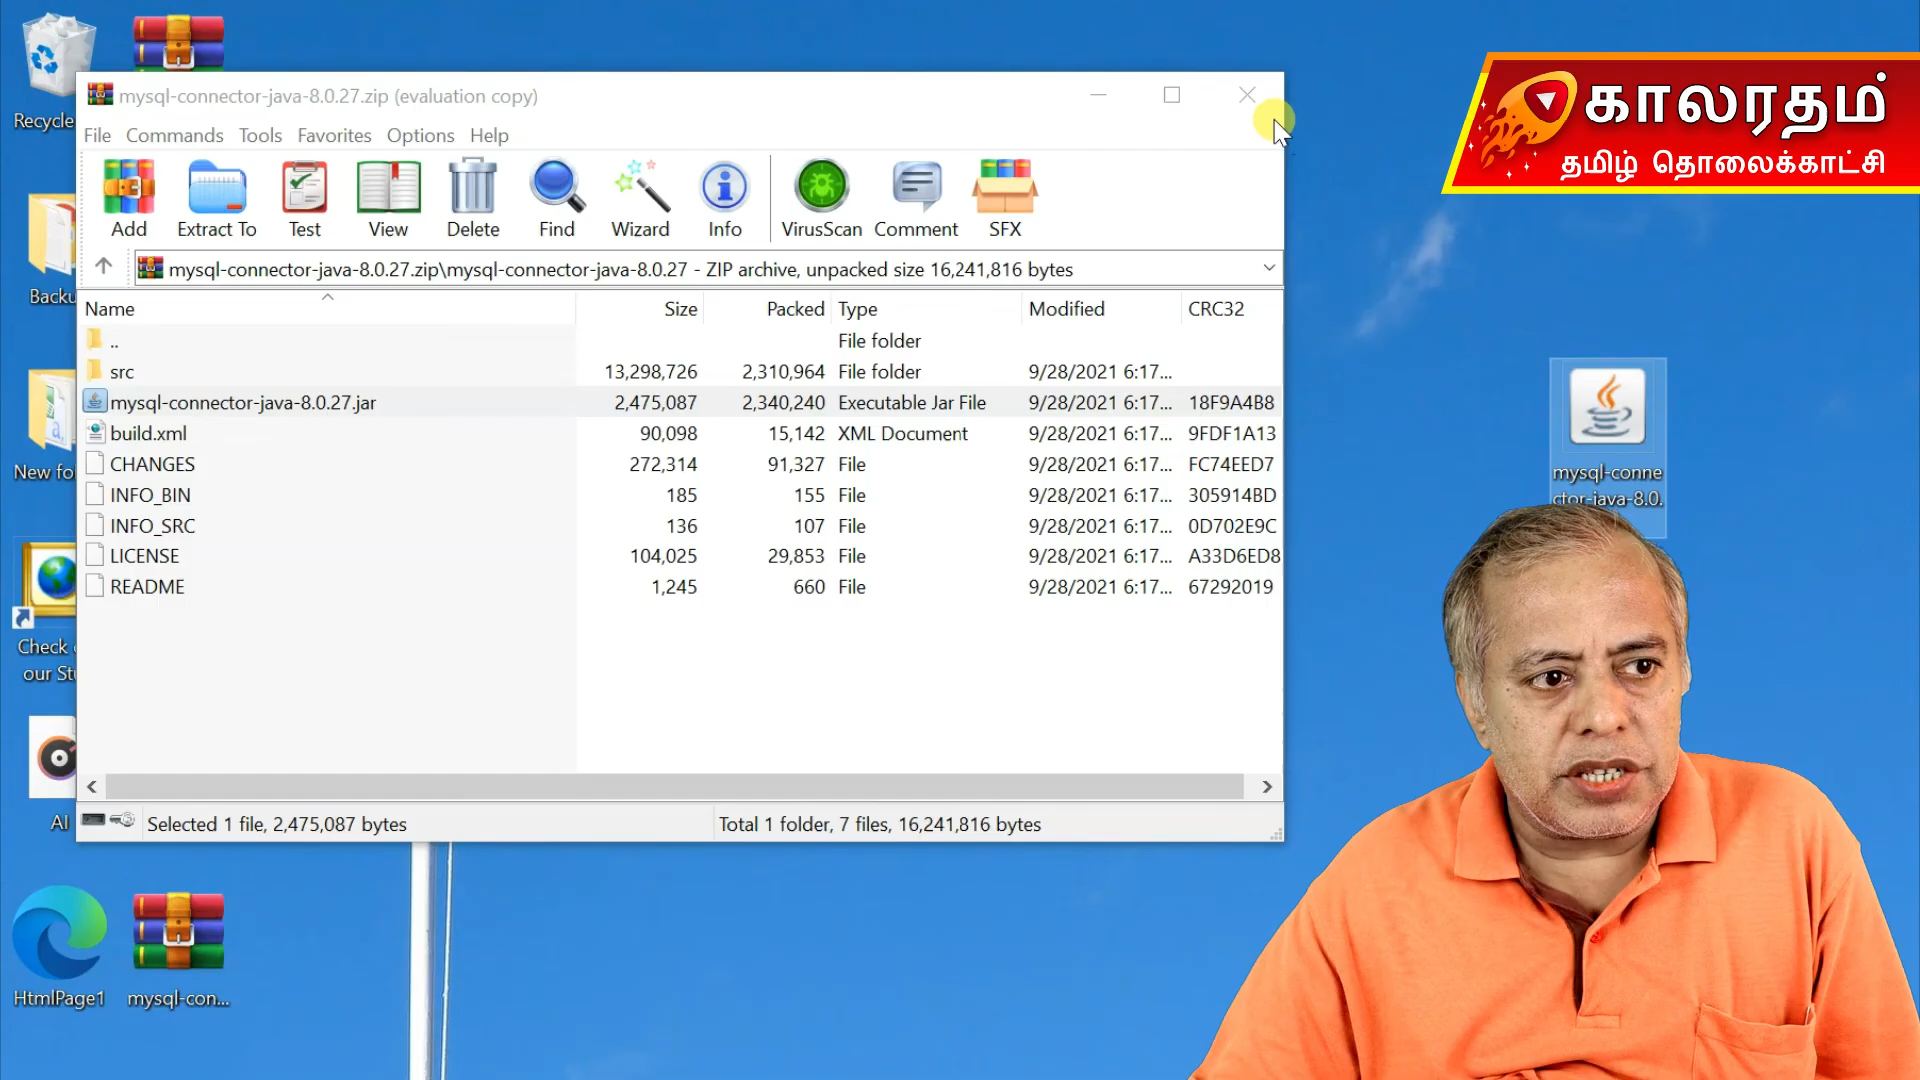 Recycle
mysql-connector-java-8.0.27.zip (evaluation copy)
File Commands Tools Favorites Options Help
Add Extract To Test View Delete Find Wizard Info VirusScan Comment SFX
mysql-connector-java-8.0.27.zip\mysql-connector-java-8.0.27 - ZIP archive, unpacked size 16,241,816 bytes
Name Size Packed Type Modified CRC32
.. File folder
src 13,298,726 2,310,964 File folder 9/28/2021 6:17...
mysql-connector-java-8.0.27.jar 2,475,087 2,340,240 Executable Jar File 9/28/2021 6:17... 18F9A4B8
build.xml 90,098 15,142 XML Document 9/28/2021 6:17... 9FDF1A13
CHANGES 272,314 91,327 File 9/28/2021 6:17... FC74EED7
INFO_BIN 185 155 File 9/28/2021 6:17... 305914BD
INFO_SRC 136 107 File 9/28/2021 6:17... 0D702E9C
LICENSE 104,025 29,853 File 9/28/2021 6:17... A33D6ED8
README 1,245 660 File 9/28/2021 6:17... 67292019
Selected 1 file, 2,475,087 bytes
Total 1 folder, 7 files, 16,241,816 bytes
Backu
New fo
Check
our Stu
AI
HtmlPage1
mysql-con...
காலரதம்
தமிழ் தொலைக்காட்சி
mysql-conne
ctor-java-8.0.